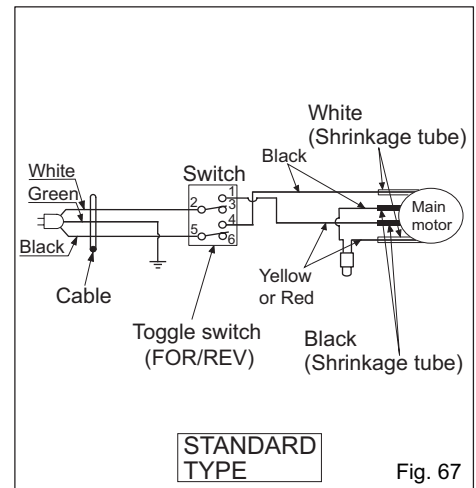 White
(Shrinkage tube)
Black
Switch
White
Green
1
2
3
4
5
6
Main
motor
Black
Cable
Yellow
or Red
Toggle switch
(FOR/REV)
Black
(Shrinkage tube)
STANDARD
TYPE
Fig. 67